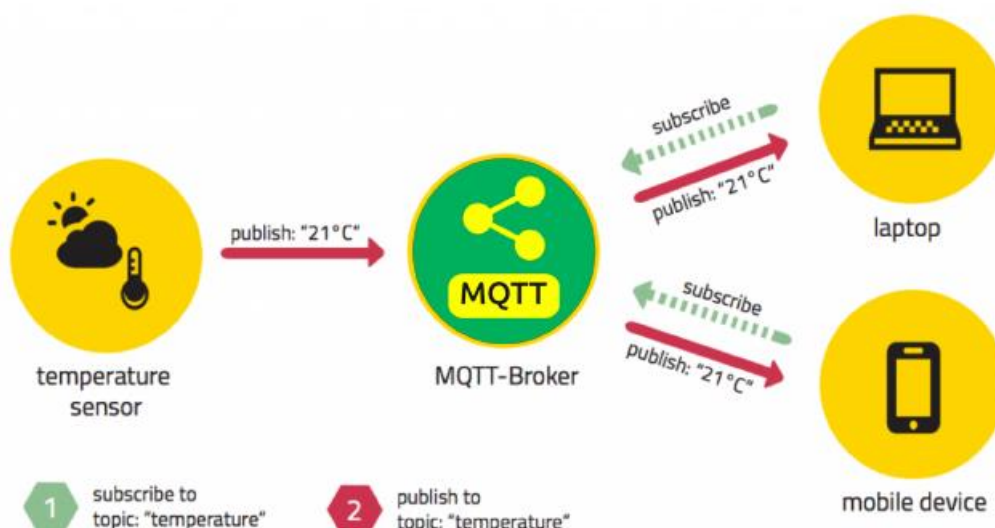 subscribe
publish: "21°C"
laptop
publish: "21°C"
MQTT
MQTT-Broker
temperature
sensor
subscribe
publish: "21°C"
mobile device
1
subscribe to
topic: "temperature"
2
publish to
topic: "temperature"